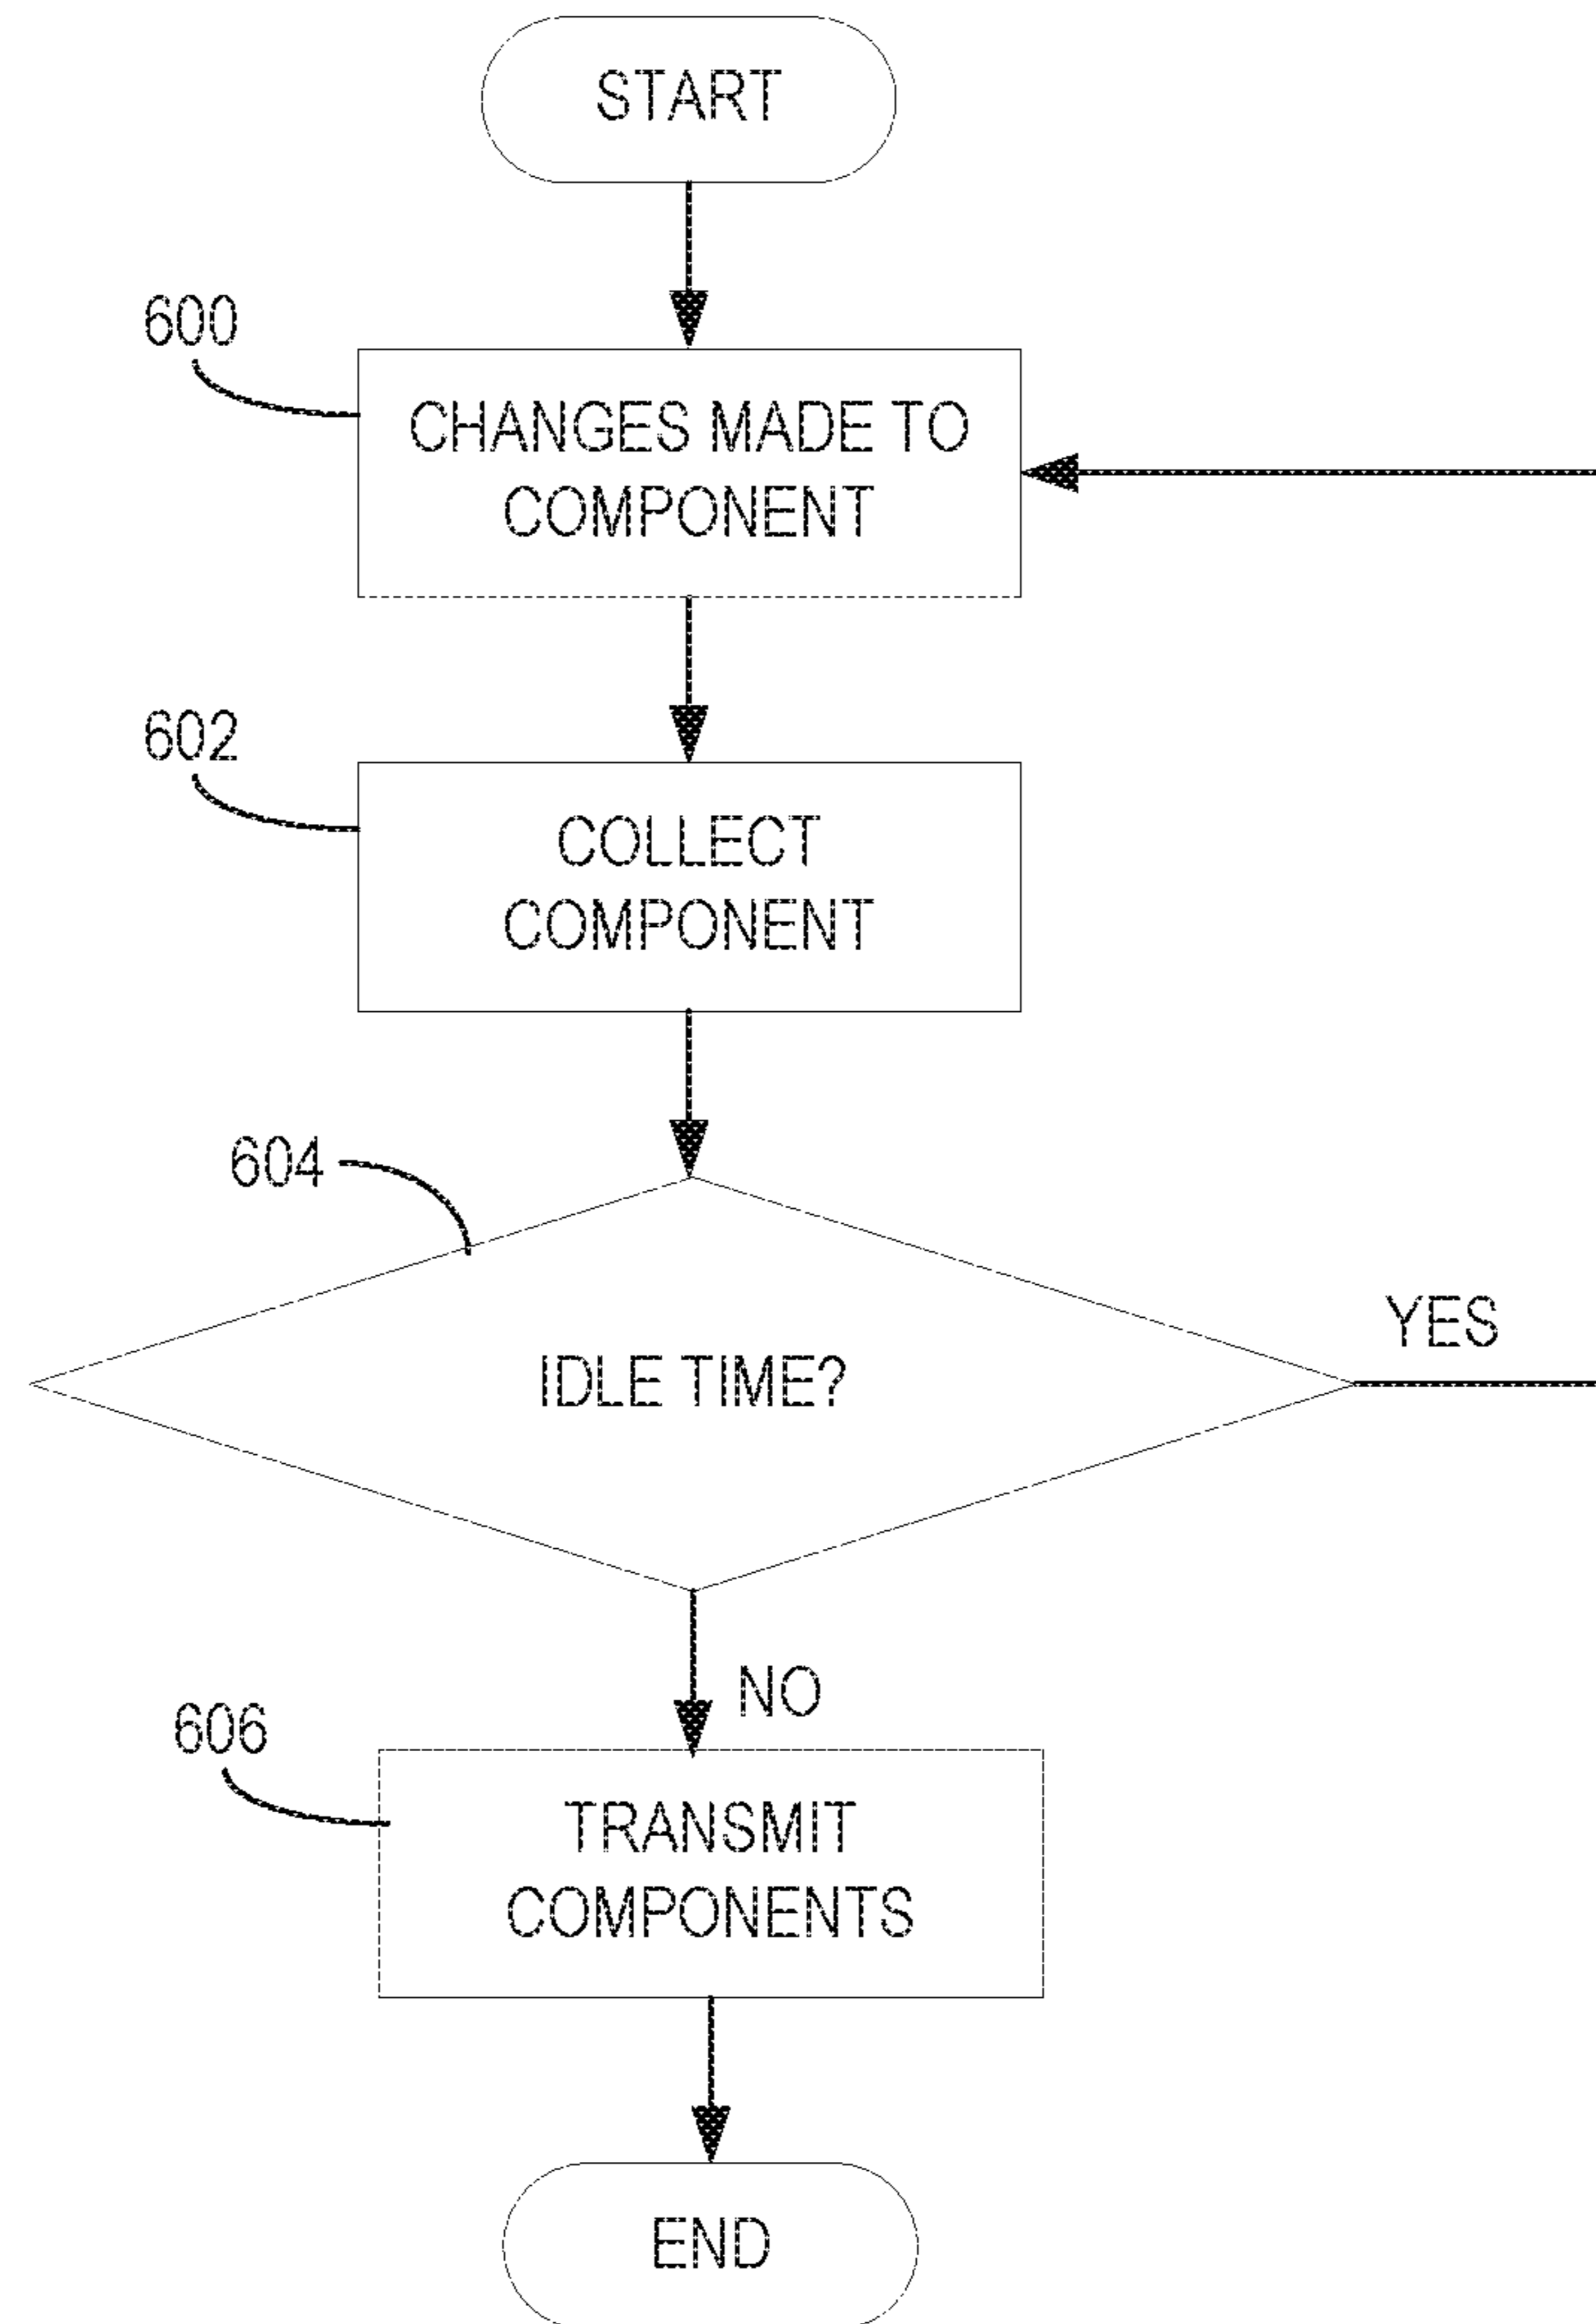 START
600
CHANGES MADE TO
COMPONENT
602
COLLECT
COMPONENT
604
IDLE TIME?
YES
NO
606
TRANSMIT
COMPONENTS
END